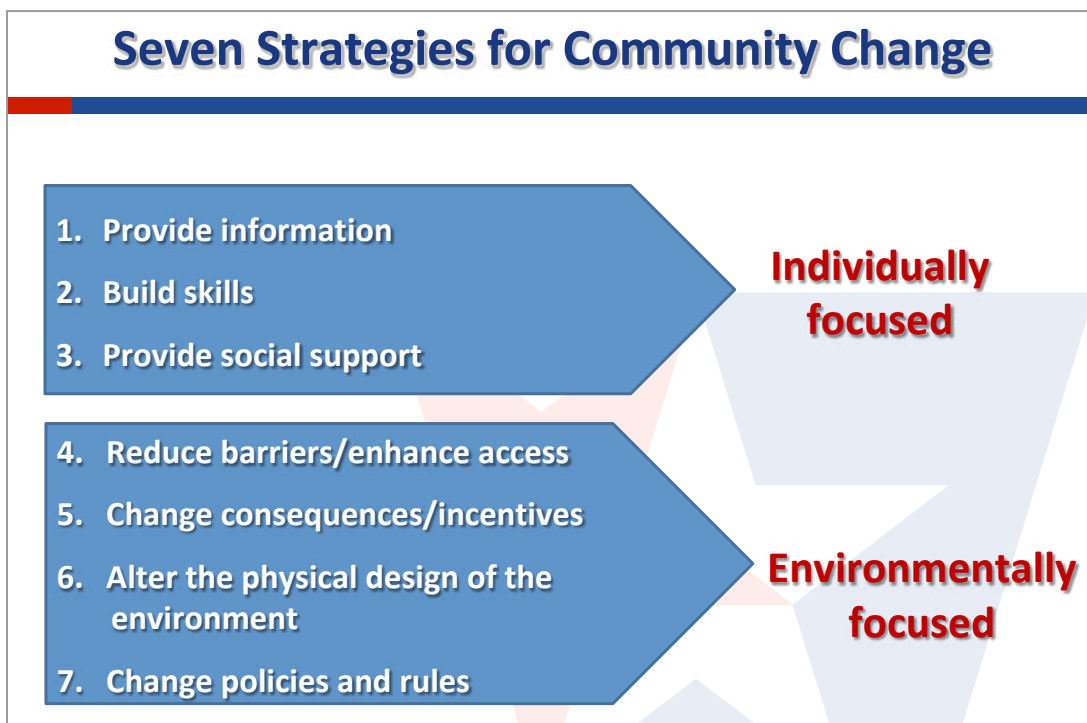 Seven Strategies for Community Change
1. Provide information
2. Build skills
3. Provide social support
Individually
focused
4. Reduce barriers/enhance access
5. Change consequences/incentives
6. Alter the physical design of the
environment
7. Change policies and rules
Environmentally
focused